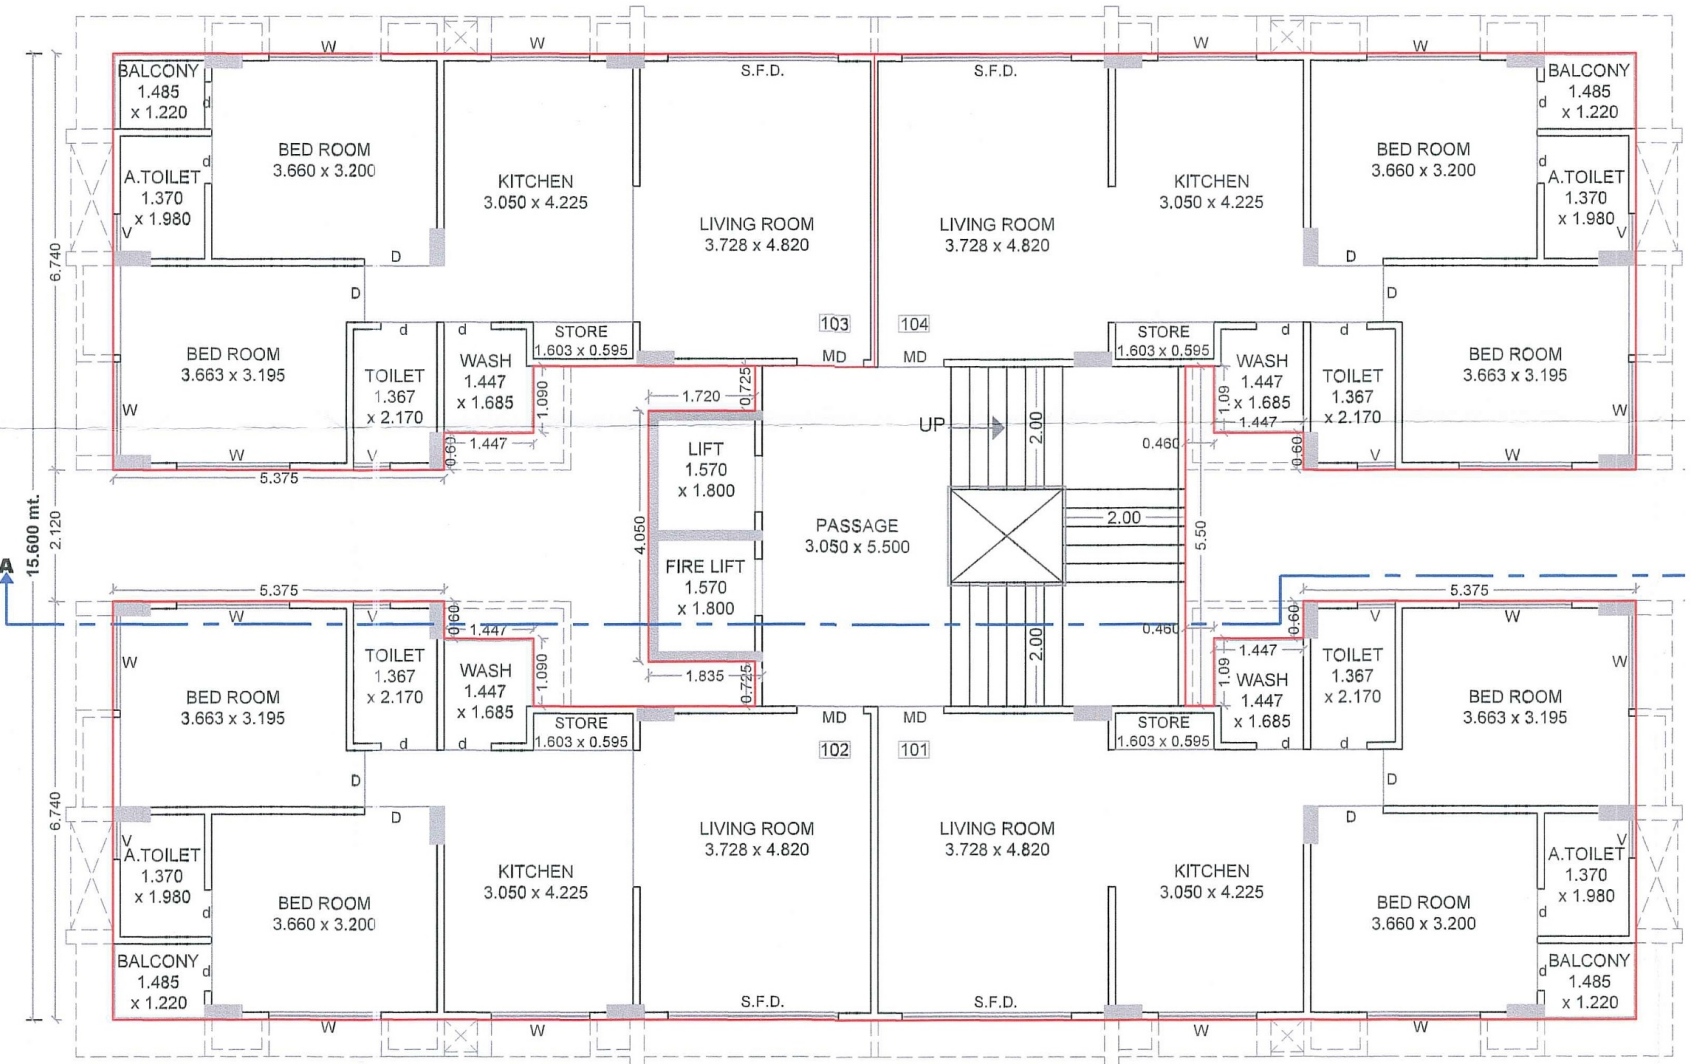 W
W
S.F.D.
S.F.D.
W
W
BALCONY
1.485
x 1.220
d
BED ROOM
3.660 x 3.200
d
A.TOILET
1.370
x 1.980
V
KITCHEN
3.050 x 4.225
LIVING ROOM
3.728 x 4.820
LIVING ROOM
3.728 x 4.820
KITCHEN
3.050 x 4.225
BED ROOM
3.660 x 3.200
BALCONY
1.485
x 1.220
d
d
A.TOILET
1.370
x 1.980
V
6.740
D
D
BED ROOM
3.663 x 3.195
W
W
d
TOILET
1.367
x 2.170
V
d
WASH
1.447
x 1.685
STORE
1.603 x 0.595
103
MD
104
MD
STORE
1.603 x 0.595
d
WASH
1.447
x 1.685
d
TOILET
1.367
x 2.170
V
D
D
BED ROOM
3.663 x 3.195
W
W
0.60
1.447
1.090
1.720
0.725
UP
2.00
0.460
1.09
1.447
0.60
5.375
LIFT
1.570
x 1.800
4.050
PASSAGE
3.050 x 5.500
2.00
5.50
15.600 mt.
2.120
A
FIRE LIFT
1.570
x 1.800
5.375
5.375
0.60
1.447
1.090
1.835
0.725
2.00
0.460
1.09
1.447
0.60
W
W
BED ROOM
3.663 x 3.195
V
TOILET
1.367
x 2.170
d
WASH
1.447
x 1.685
d
STORE
1.603 x 0.595
MD
102
MD
101
STORE
1.603 x 0.595
WASH
1.447
x 1.685
d
V
TOILET
1.367
x 2.170
d
W
W
BED ROOM
3.663 x 3.195
D
D
D
D
6.740
V
A.TOILET
1.370
x 1.980
d
BED ROOM
3.660 x 3.200
KITCHEN
3.050 x 4.225
LIVING ROOM
3.728 x 4.820
LIVING ROOM
3.728 x 4.820
KITCHEN
3.050 x 4.225
BED ROOM
3.660 x 3.200
V
A.TOILET
1.370
x 1.980
d
BALCONY
1.485
x 1.220
d
d
BALCONY
1.485
x 1.220
W
W
S.F.D.
S.F.D.
W
W